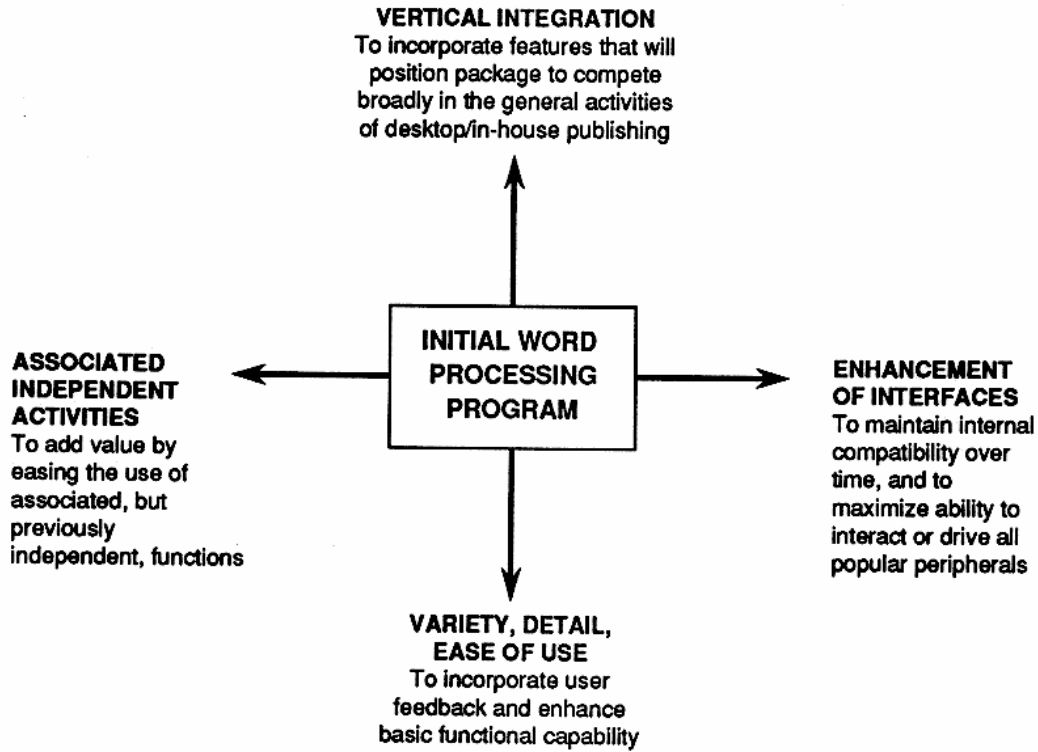 VERTICAL INTEGRATION
To incorporate features that will
position package to compete
broadly in the general activities
of desktop/in-house publishing
INITIAL WORD
PROCESSING
PROGRAM
ASSOCIATED
INDEPENDENT
ACTIVITIES
To add value by
easing the use of
associated, but
previously
independent, functions
ENHANCEMENT
OF INTERFACES
To maintain internal
compatibility over
time, and to
maximize ability to
interact or drive all
popular peripherals
VARIETY, DETAIL,
EASE OF USE
To incorporate user
feedback and enhance
basic functional capability